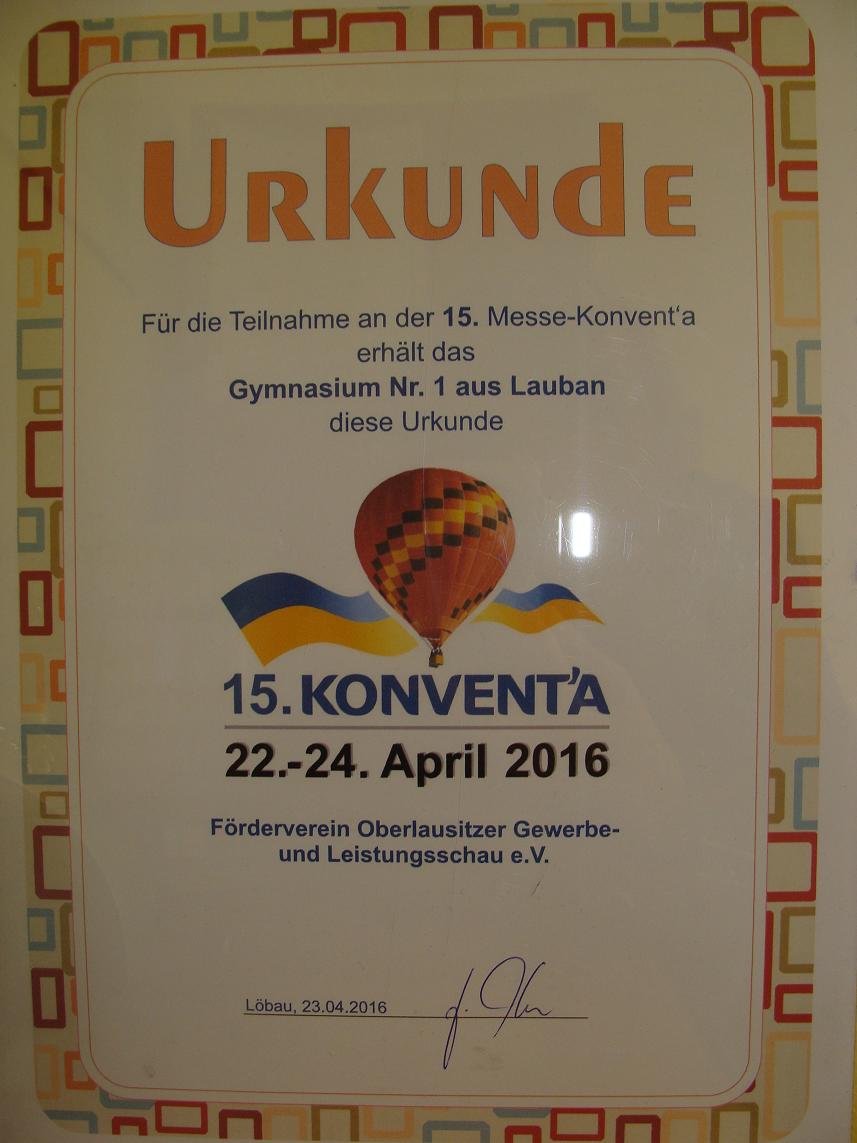 URKUNDE
Für die Teilnahme an der 15. Messe-Konvent‘a
erhält das
Gymnasium Nr. 1 aus Lauban
diese Urkunde
15. KONVENT'A
22.-24. April 2016
Förderverein Oberlausitzer Gewerbe-
und Leistungsschau e.V.
Löbau, 23.04.2016